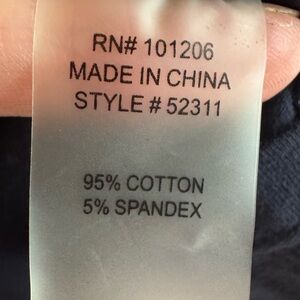 RN# 101206
MADE IN CHINA
STYLE # 52311
95% COTTON
5% SPANDEX